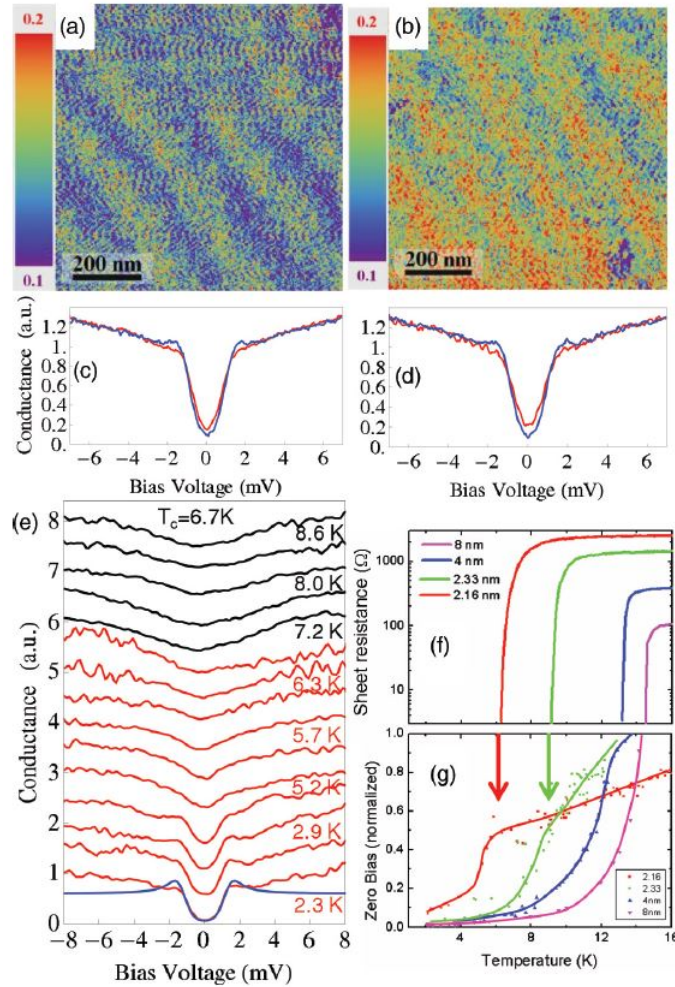 0.2
(a)
200 nm
0.1
0.2
(b)
200 nm
0.1
Conductance (a.u.)
1.2
1.
0.8
0.6
0.4
0.2
0.
(c)
−6 −4 −2 0 2 4 6
Bias Voltage (mV)
1.2
1.
0.8
0.6
0.4
0.2
0.
(d)
−6 −4 −2 0 2 4 6
Bias Voltage (mV)
(e)
Conductance (a.u.)
8
7
6
5
4
3
2
1
0
Tc=6.7K
8.6 K
8.0 K
7.2 K
6.3 K
5.7 K
5.2 K
2.9 K
2.3 K
−8 −6 −4 −2 0 2 4 6 8
Bias Voltage (mV)
Sheet resistance (Ω)
1000
100
10
8 nm
4 nm
2.33 nm
2.16 nm
(f)
Zero Bias (normalized)
1.0
0.8
0.6
0.4
0.2
0.0
(g)
2.16
2.33
4nm
8nm
4 8 12 16
Temperature (K)